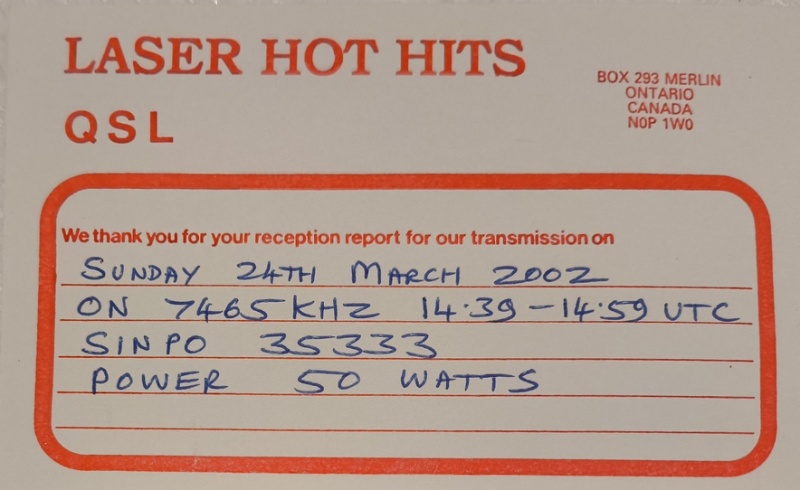 LASER HOT HITS
QSL
BOX 293 MERLIN
ONTARIO
CANADA
N0P 1W0
We thank you for your reception report for our transmission on
SUNDAY 24TH MARCH 2002
ON 7465 KHZ 14·39 - 14·59 UTC
SINPO 35333
POWER 50 WATTS